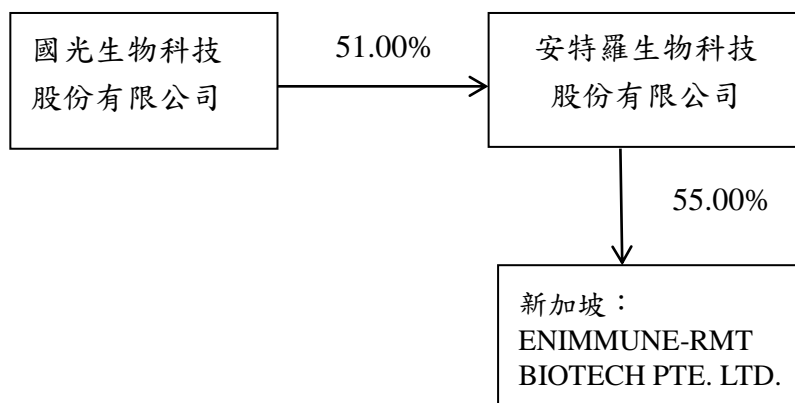 國光生物科技
股份有限公司
51.00%
安特羅生物科技
股份有限公司
55.00%
新加坡：
ENIMMUNE-RMT
BIOTECH PTE. LTD.